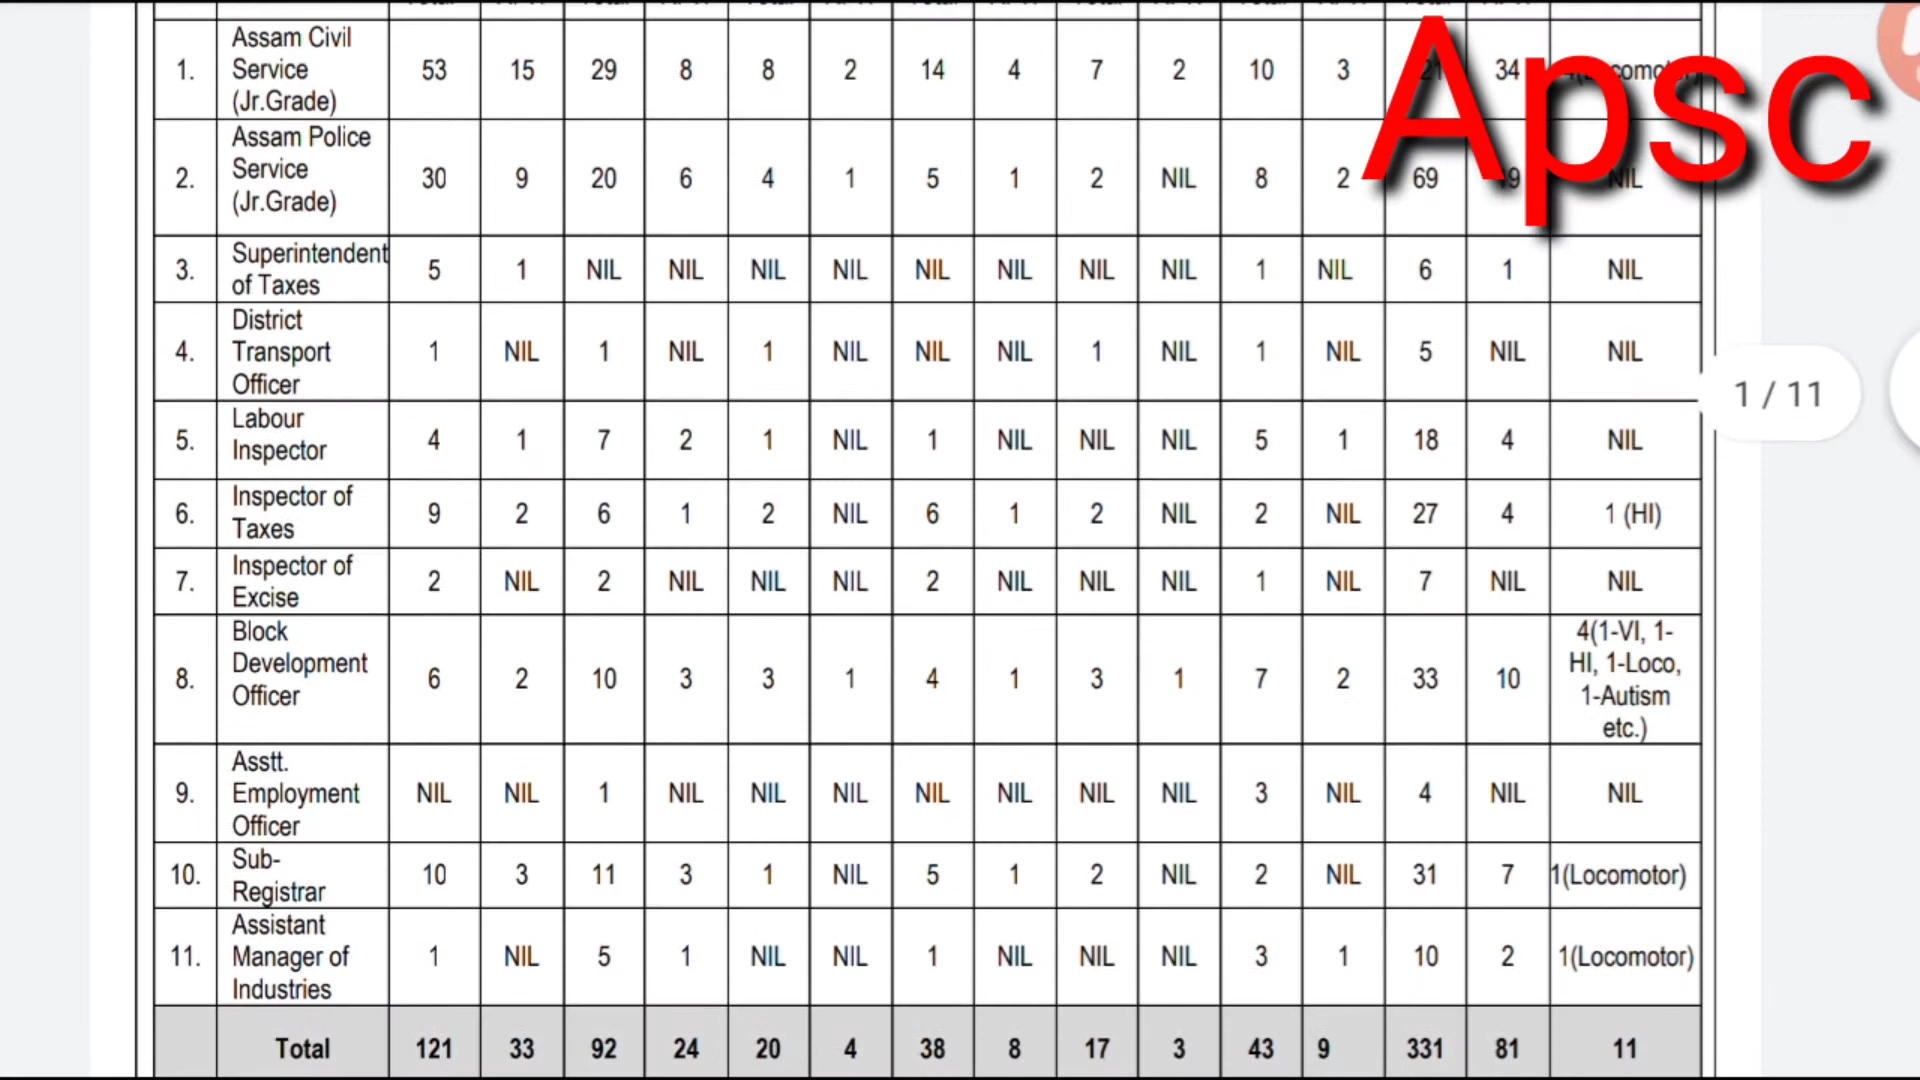 Apsc
1. Assam Civil Service (Jr.Grade) 53 15 29 8 8 2 14 4 7 2 10 3 34
2. Assam Police Service (Jr.Grade) 30 9 20 6 4 1 5 1 2 NIL 8 2 69 NIL
3. Superintendent of Taxes 5 1 NIL NIL NIL NIL NIL NIL NIL NIL 1 NIL 6 1 NIL
4. District Transport Officer 1 NIL 1 NIL 1 NIL NIL NIL 1 NIL 1 NIL 5 NIL NIL
5. Labour Inspector 4 1 7 2 1 NIL 1 NIL NIL NIL 5 1 18 4 NIL
6. Inspector of Taxes 9 2 6 1 2 NIL 6 1 2 NIL 2 NIL 27 4 1 (HI)
7. Inspector of Excise 2 NIL 2 NIL NIL NIL 2 NIL NIL NIL 1 NIL 7 NIL NIL
8. Block Development Officer 6 2 10 3 3 1 4 1 3 1 7 2 33 10 4(1-VI, 1-HI, 1-Loco, 1-Autism etc.)
9. Asstt. Employment Officer NIL NIL 1 NIL NIL NIL NIL NIL NIL NIL 3 NIL 4 NIL NIL
10. Sub-Registrar 10 3 11 3 1 NIL 5 1 2 NIL 2 NIL 31 7 1(Locomotor)
11. Assistant Manager of Industries 1 NIL 5 1 NIL NIL 1 NIL NIL NIL 3 1 10 2 1(Locomotor)
Total 121 33 92 24 20 4 38 8 17 3 43 9 331 81 11
1 / 11